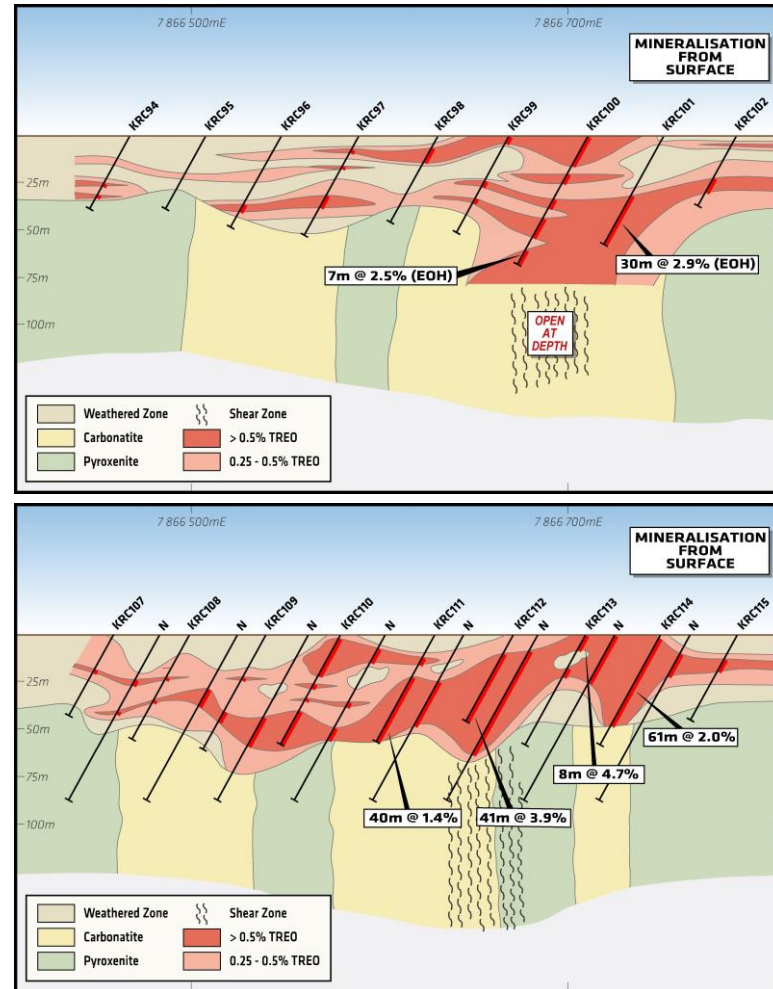 7 866 500mE
7 866 700mE
MINERALISATION
FROM
SURFACE
KRC94
KRC95
KRC96
KRC97
KRC98
KRC99
KRC100
KRC101
KRC102
25m
50m
75m
100m
7m @ 2.5% (EOH)
30m @ 2.9% (EOH)
OPEN
AT
DEPTH
Weathered Zone
Shear Zone
Carbonatite
> 0.5% TREO
Pyroxenite
0.25 - 0.5% TREO
7 866 500mE
7 866 700mE
MINERALISATION
FROM
SURFACE
KRC107
N
KRC108
N
KRC109
N
KRC110
N
KRC111
N
KRC112
N
KRC113
N
KRC114
N
KRC115
25m
50m
75m
100m
61m @ 2.0%
8m @ 4.7%
40m @ 1.4%
41m @ 3.9%
Weathered Zone
Shear Zone
Carbonatite
> 0.5% TREO
Pyroxenite
0.25 - 0.5% TREO